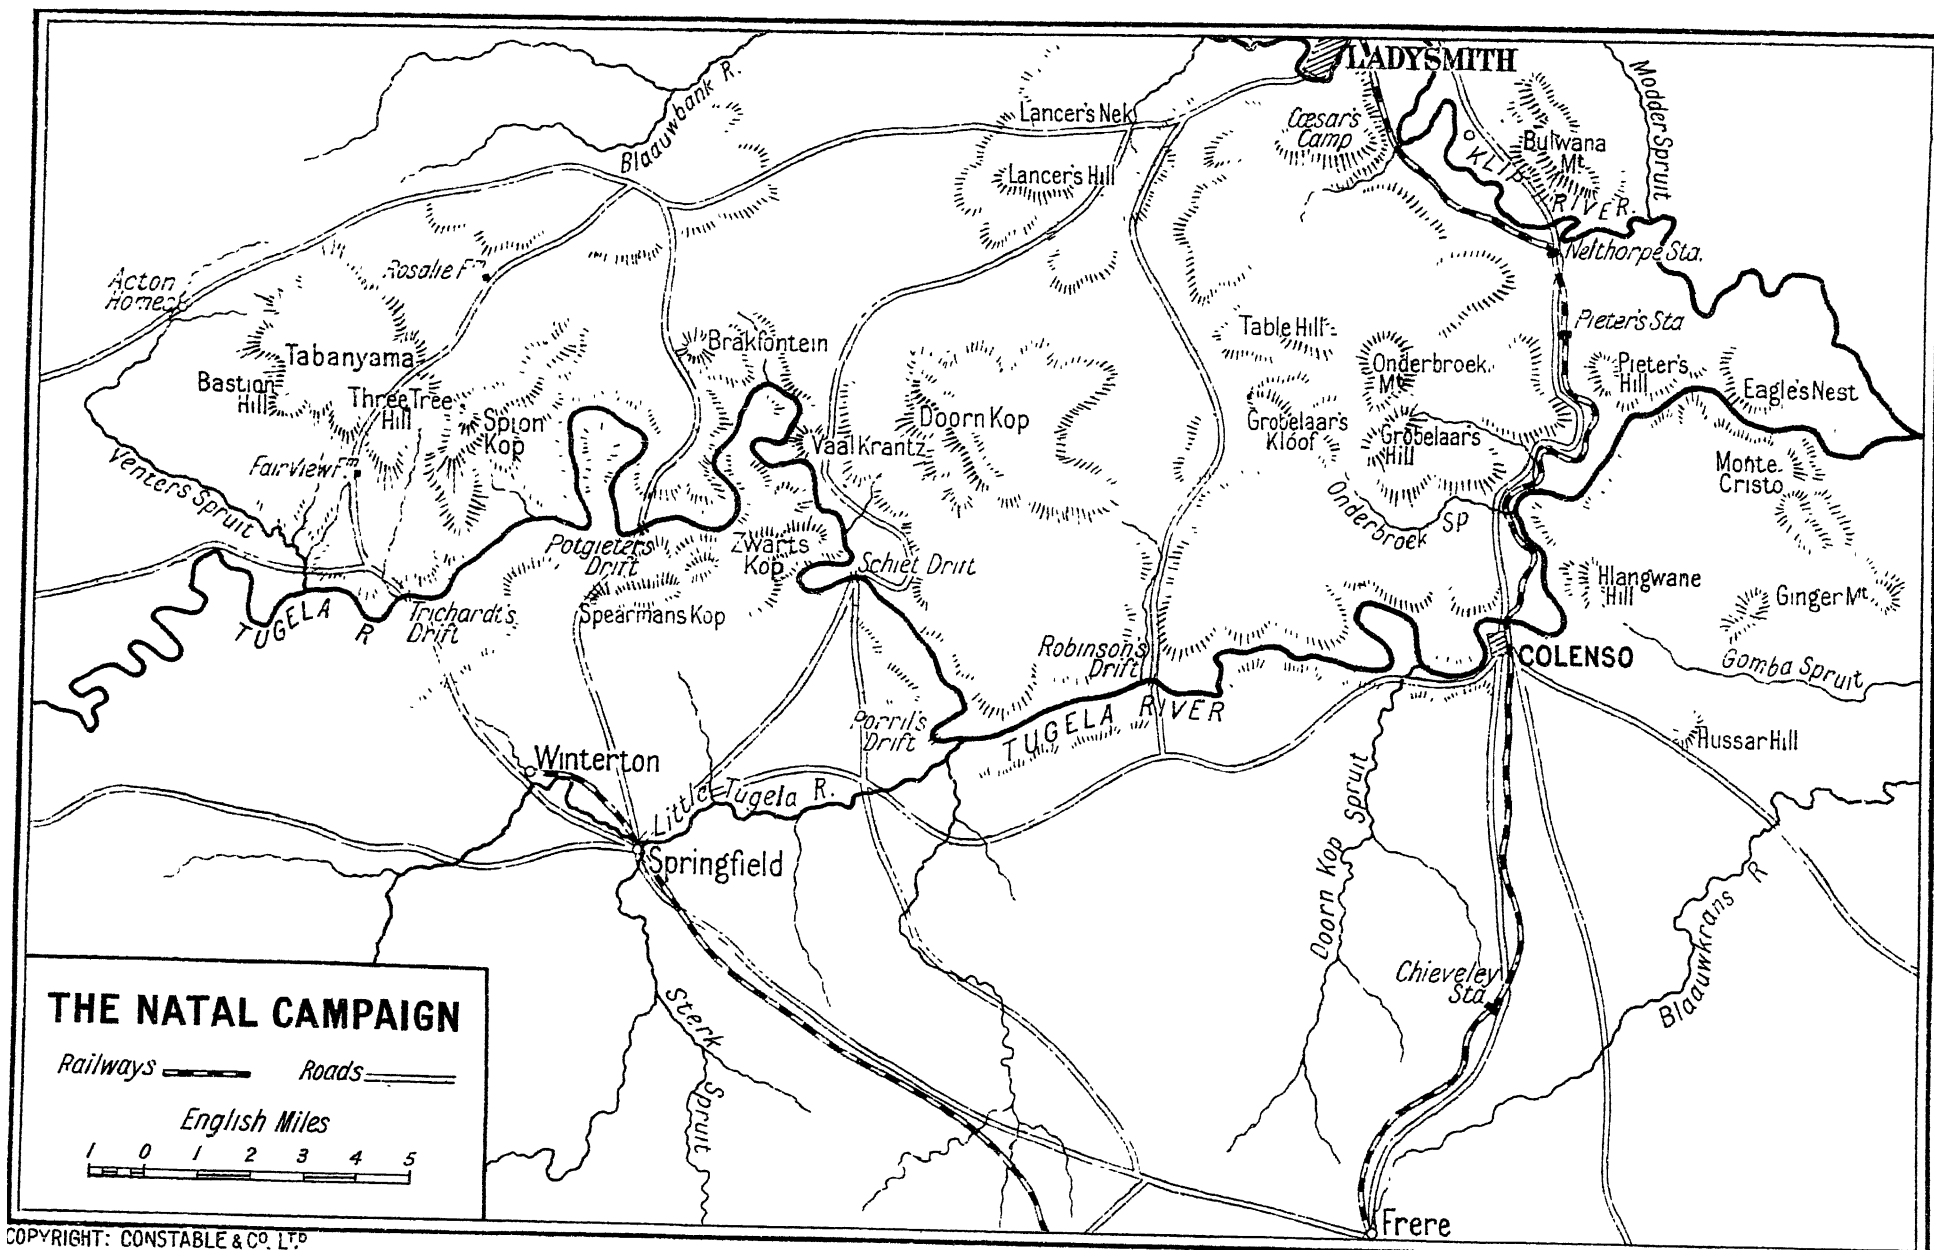 LADYSMITH
Modder Spruit
Blaauwbank R.
Lancer's Nek
Cæsar's
Camp
Bulwana
Mt.
KLIP
RIVER.
Lancer's Hill
Nelthorpe Sta.
Acton
Homes
Rosalie Fm
Pieter's Sta
Table Hill
Brakfontein
Tabanyama
Onderbroek
Mt.
Pieter's
Hill
Eagle's Nest
Bastion
Hill
Three Tree
Hill
Spion
Kop
Doorn Kop
Vaal Krantz
Grobelaar's
Kloof
Grobelaars
Hill
Monte
Cristo
Fairview Fm
Venters Spruit
Onderbroek
SP
Potgieters
Drift
Zwarts
Kop
Schiet Drift
Hlangwane
Hill
Ginger Mt.
TUGELA
R
Trichardt's
Drift
Spearmans Kop
Robinson's
Drift
COLENSO
Gomba Spruit
Porrit's
Drift
TUGELA RIVER
Hussar Hill
Winterton
Little Tugela R.
Springfield
Doorn Kop Spruit
Blaauwkrans R
Chieveley
Sta
Sterk
Spruit
THE NATAL CAMPAIGN
Railways Roads
English Miles
1 0 1 2 3 4 5
Frere
COPYRIGHT: CONSTABLE & Co. LTD